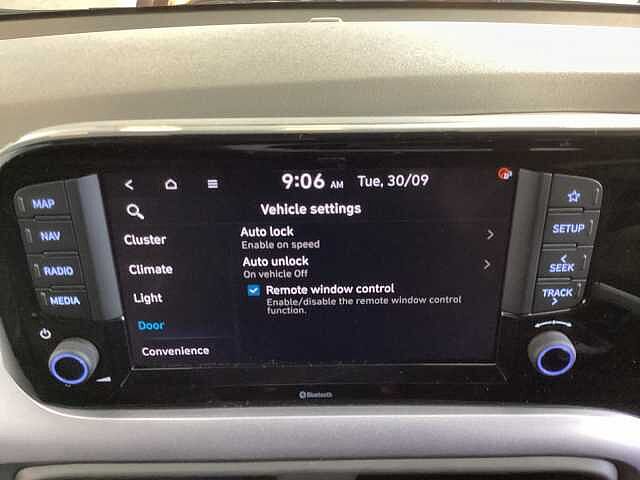 9:06 AM Tue, 30/09
Vehicle settings
MAP
NAV
RADIO
MEDIA
Cluster
Climate
Light
Door
Convenience
Auto lock
Enable on speed
Auto unlock
On vehicle Off
Remote window control
Enable/disable the remote window control
function.
SETUP
SEEK
TRACK
Bluetooth